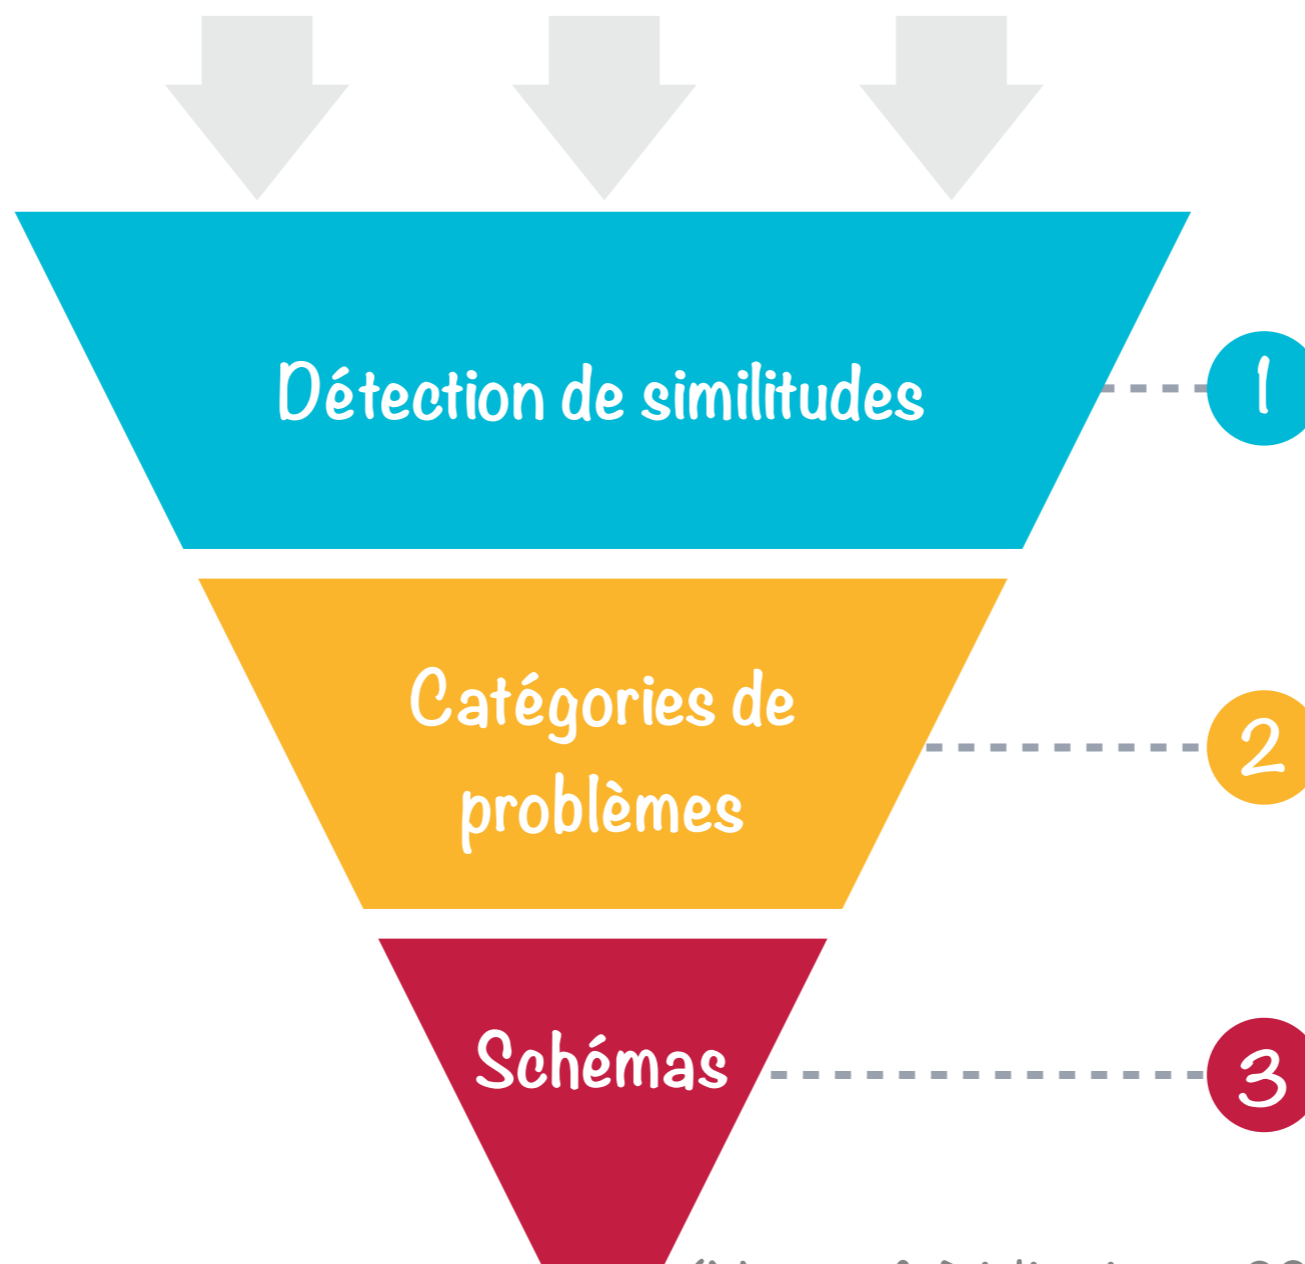 Détection de similitudes
1
Catégories de
problèmes
2
Schémas
3